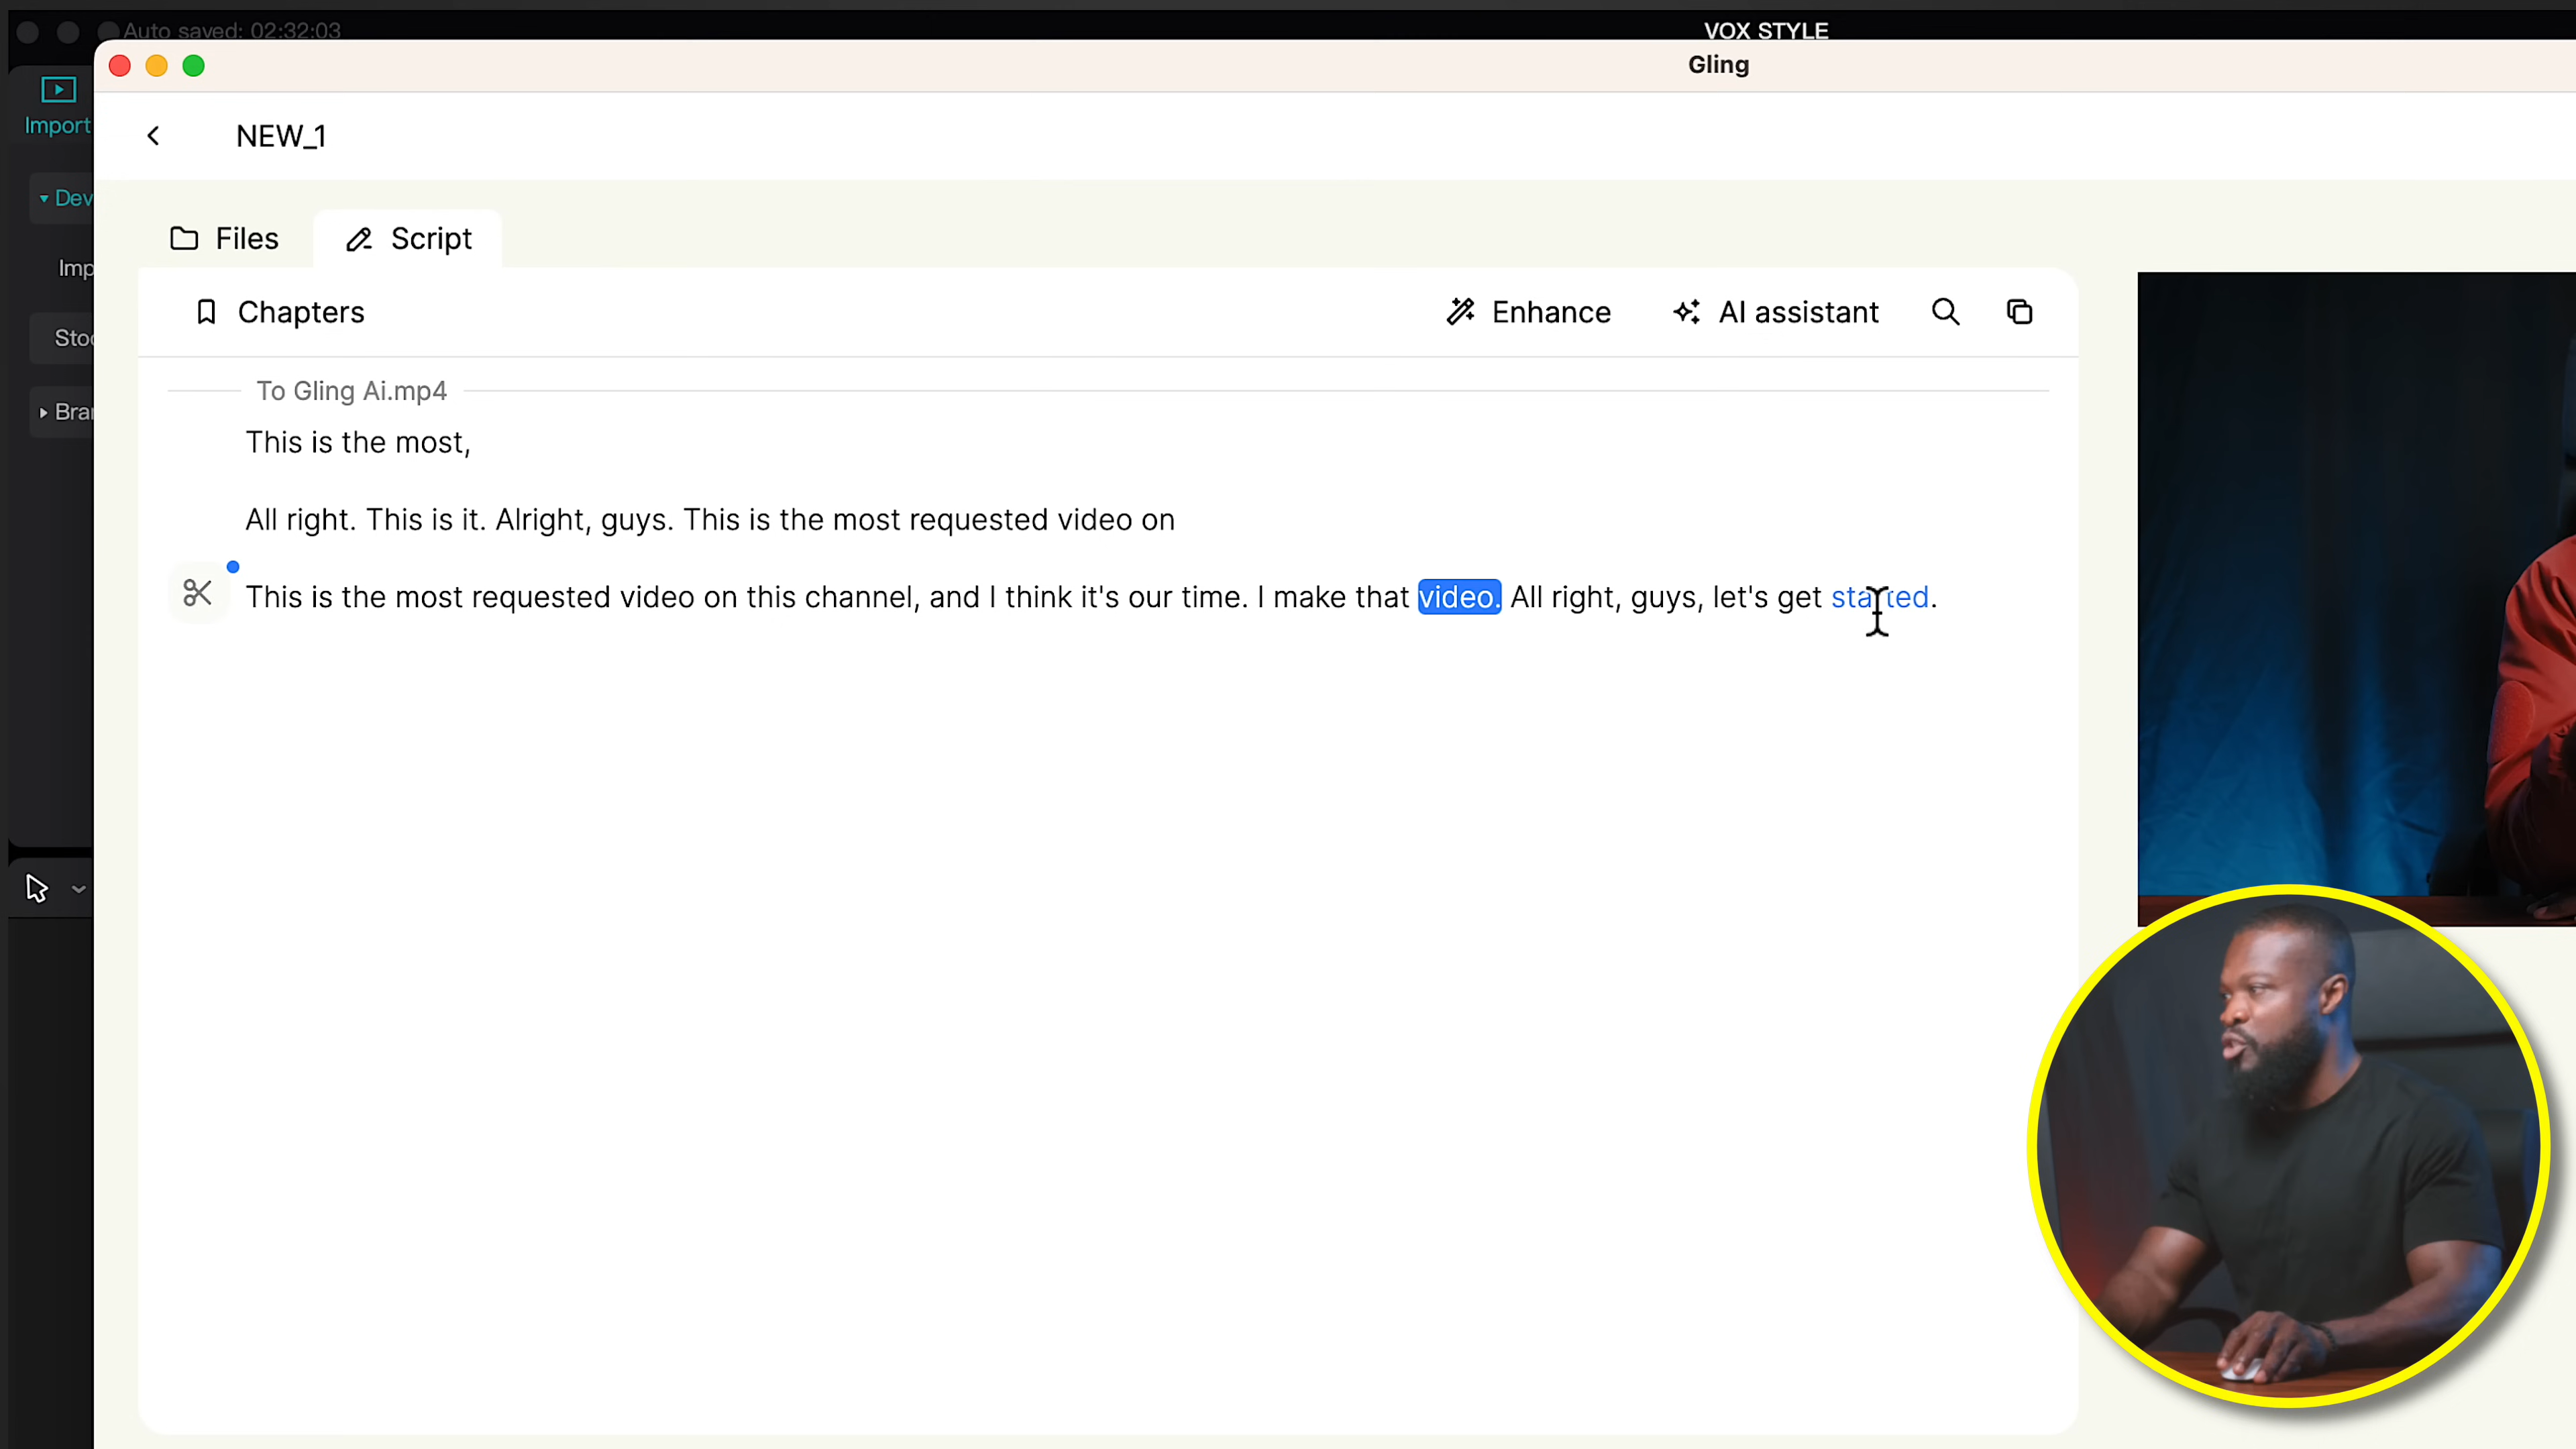 Auto saved: 02:32:03
VOX STYLE
Gling
Import
NEW_1
Dev
Files
Script
Imp
Chapters
Enhance
AI assistant
Stoc
To Gling Ai.mp4
Brar
This is the most,
All right. This is it. Alright, guys. This is the most requested video on
This is the most requested video on this channel, and I think it's our time. I make that video. All right, guys, let's get started.